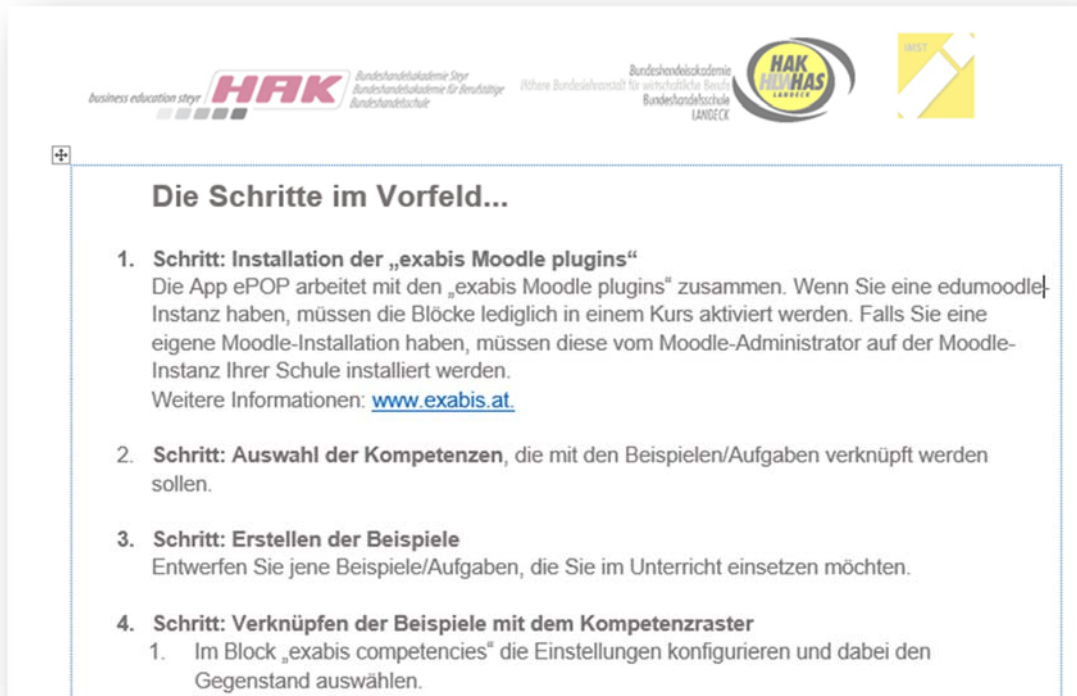 business education steyr
HAK
Bundeshandelsakademie Steyr
Bundeshandelsakademie für Berufstätige
Bundeshandelsschule
Bundeshandelsakademie
Höhere Bundeslehranstalt für wirtschaftliche Berufe
Bundeshandelsschule
LANDECK
HAK
HLW HAS
LANDECK
IMST
Die Schritte im Vorfeld...
1. Schritt: Installation der „exabis Moodle plugins“
Die App ePOP arbeitet mit den „exabis Moodle plugins“ zusammen. Wenn Sie eine edumoodle-
Instanz haben, müssen die Blöcke lediglich in einem Kurs aktiviert werden. Falls Sie eine
eigene Moodle-Installation haben, müssen diese vom Moodle-Administrator auf der Moodle-
Instanz Ihrer Schule installiert werden.
Weitere Informationen: www.exabis.at.
2. Schritt: Auswahl der Kompetenzen, die mit den Beispielen/Aufgaben verknüpft werden
sollen.
3. Schritt: Erstellen der Beispiele
Entwerfen Sie jene Beispiele/Aufgaben, die Sie im Unterricht einsetzen möchten.
4. Schritt: Verknüpfen der Beispiele mit dem Kompetenzraster
1. Im Block „exabis competencies“ die Einstellungen konfigurieren und dabei den
Gegenstand auswählen.